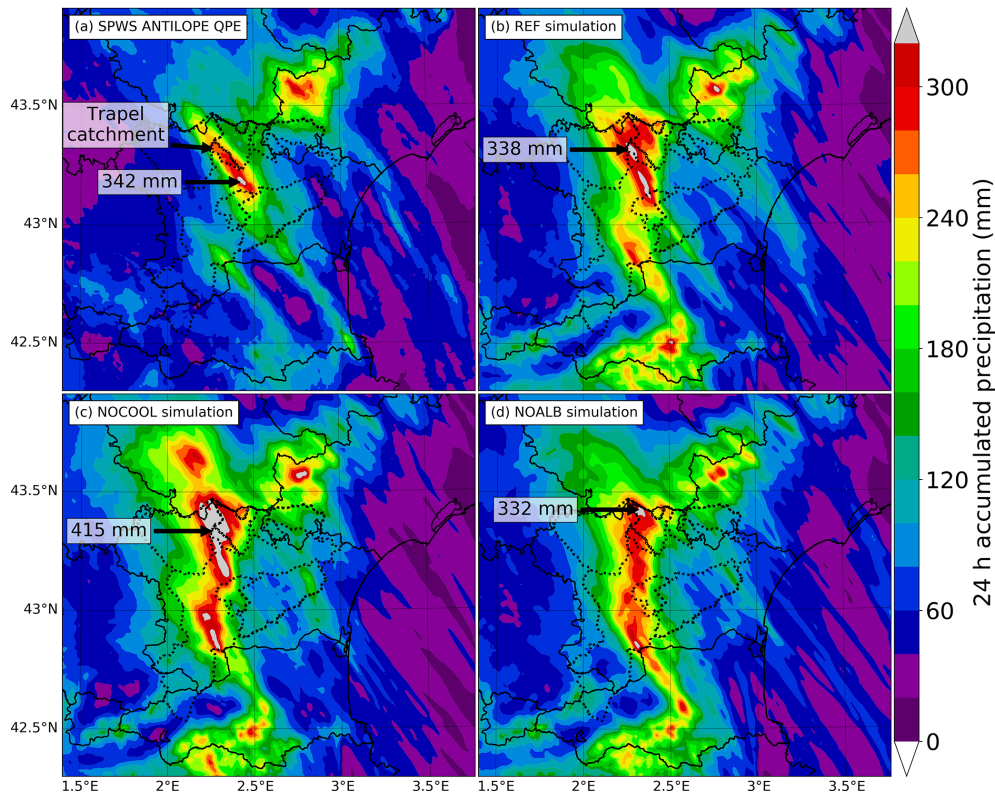 (a) SPWS ANTILOPE QPE
(b) REF simulation
43.5°N
Trapel
catchment
342 mm
338 mm
43°N
42.5°N
(c) NOCOOL simulation
(d) NOALB simulation
43.5°N
415 mm
332 mm
43°N
42.5°N
1.5°E
2°E
2.5°E
3°E
3.5°E
1.5°E
2°E
2.5°E
3°E
3.5°E
300
240
180
120
60
0
24 h accumulated precipitation (mm)